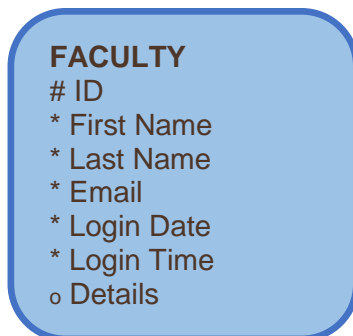 FACULTY
# ID
* First Name
* Last Name
* Email
* Login Date
* Login Time
o Details